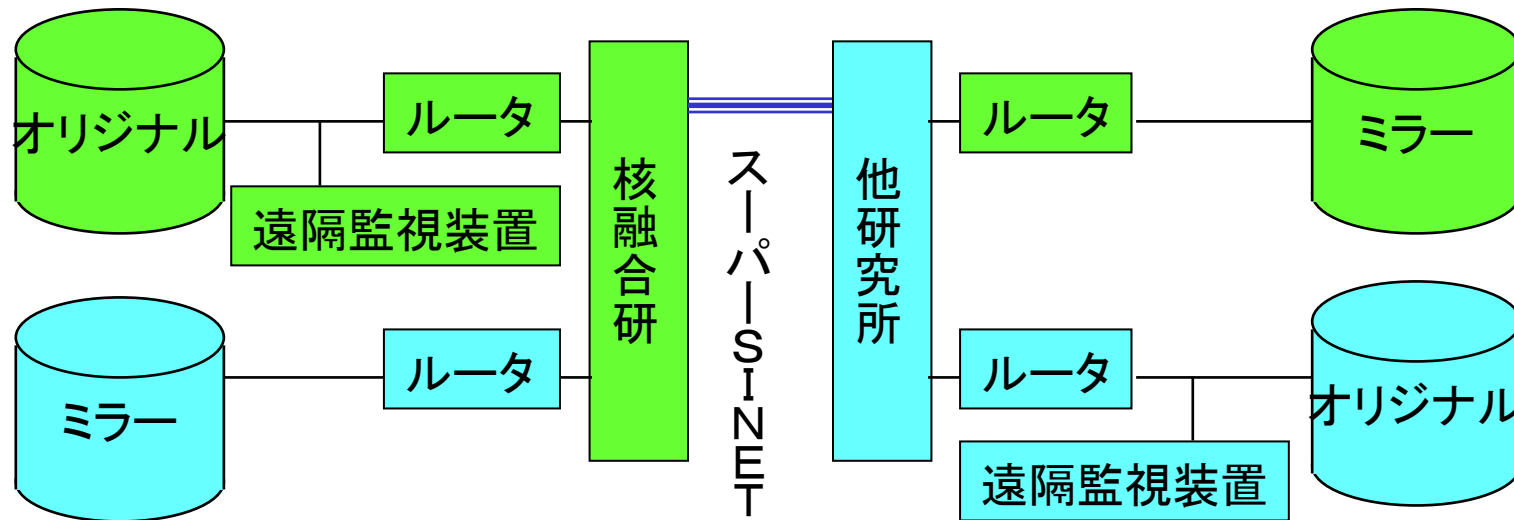 オリジナル
ルータ
遠隔監視装置
核融合研
スーパーSINET
他研究所
ルータ
ミラー
ミラー
ルータ
ルータ
オリジナル
遠隔監視装置